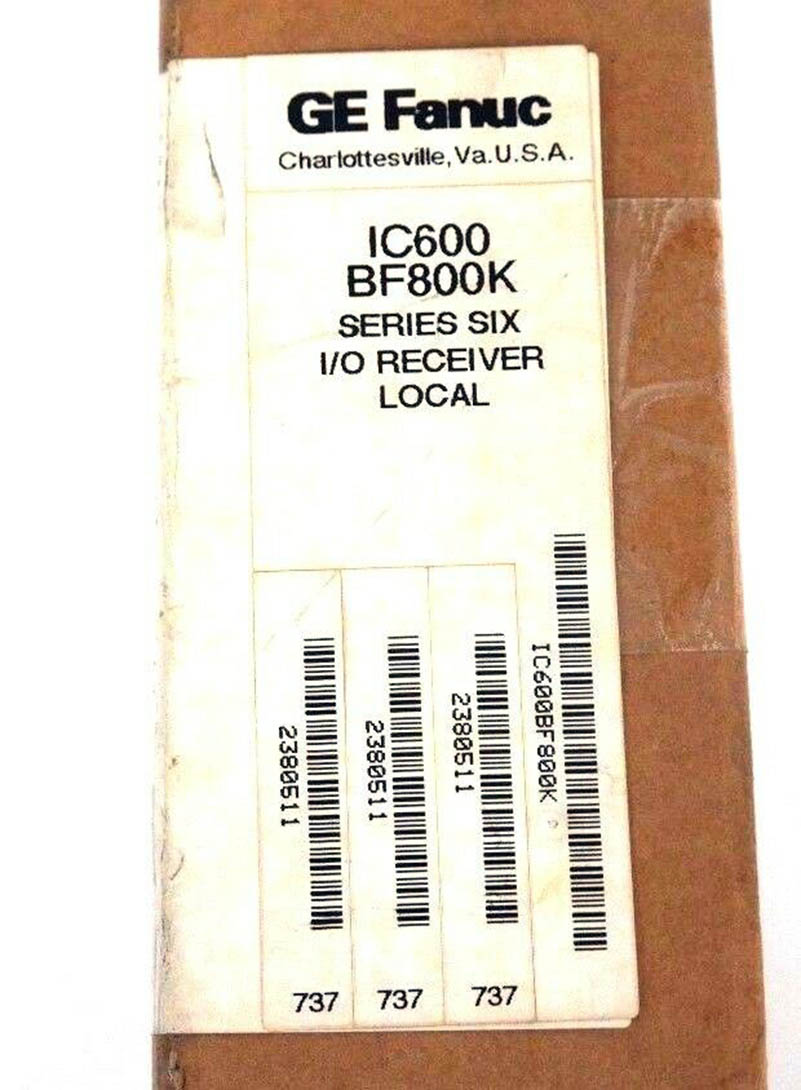 GE Fanuc
Charlottesville, Va. U.S.A.
IC600
BF800K
SERIES SIX
I/O RECEIVER
LOCAL
2380511
2380511
2380511
IC600BF800K
737
737
737